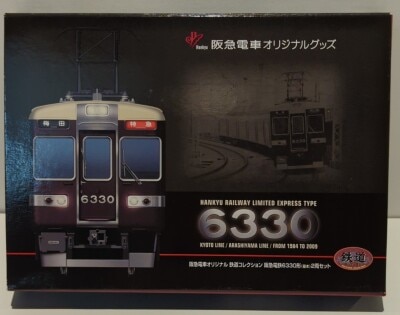 Hankyu 阪急電車オリジナルグッズ
梅田 特急
6330
HANKYU RAILWAY LIMITED EXPRESS TYPE
6330
KYOTO LINE / ARASHIYAMA LINE / FROM 1984 TO 2009
鉄道
阪急電車オリジナル 鉄道コレクション 阪急電鉄6330形 2両セット